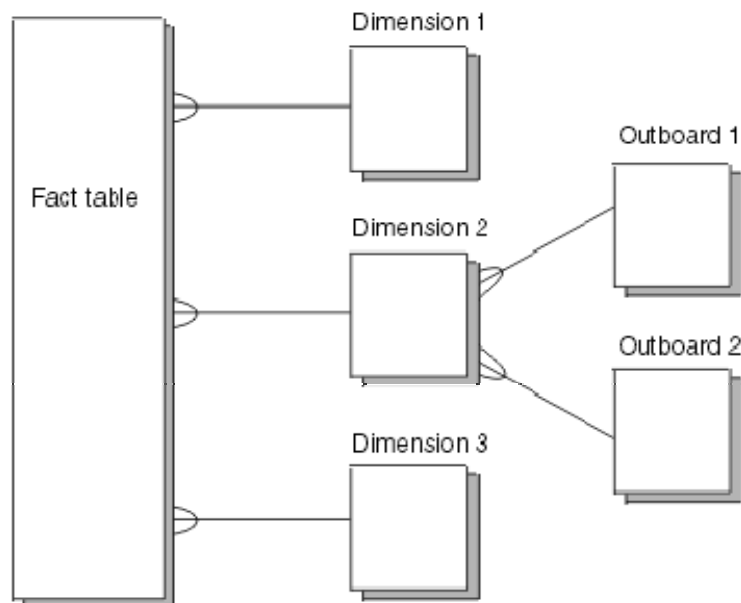 Dimension 1
Outboard 1
Fact table
Dimension 2
Outboard 2
Dimension 3